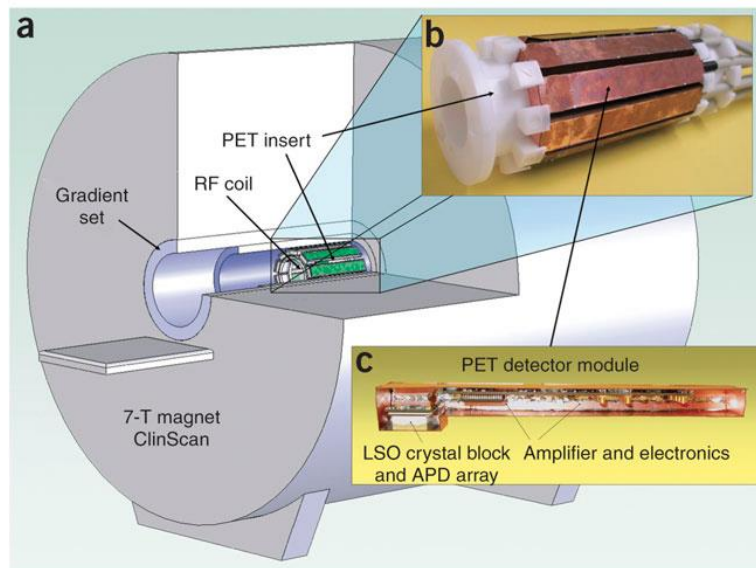 a
b
PET insert
RF coil
Gradient
set
c
PET detector module
7-T magnet
ClinScan
LSO crystal block
and APD array
Amplifier and electronics